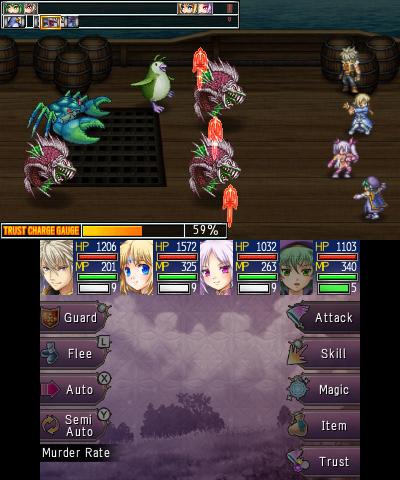 TRUST CHARGE GAUGE 59%
HP 1206 HP 1572 HP 1032 HP 1103
MP 201 MP 325 MP 263 MP 340
9 9 9 5
Guard Attack
Flee L Skill
Auto X Magic
Semi Auto Y Item
Murder Rate Trust